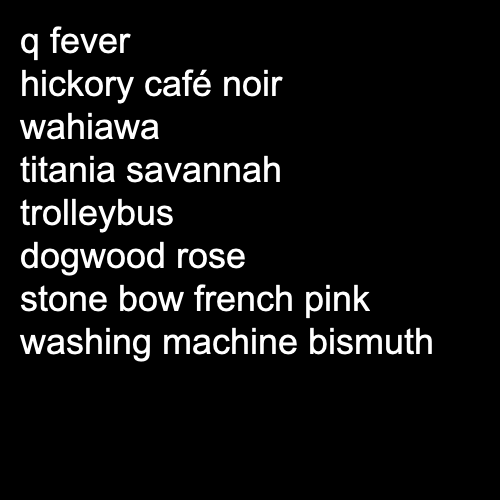 q fever
hickory café noir
wahiawa
titania savannah
trolleybus
dogwood rose
stone bow french pink
washing machine bismuth